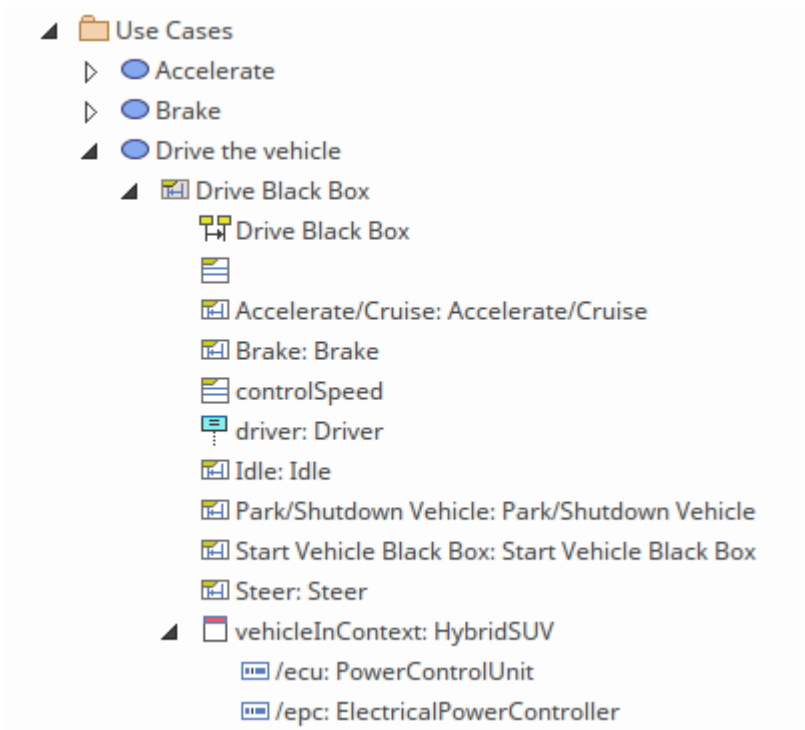 Use Cases
Accelerate
Brake
Drive the vehicle
Drive Black Box
Drive Black Box
Accelerate/Cruise: Accelerate/Cruise
Brake: Brake
controlSpeed
driver: Driver
Idle: Idle
Park/Shutdown Vehicle: Park/Shutdown Vehicle
Start Vehicle Black Box: Start Vehicle Black Box
Steer: Steer
vehicleInContext: HybridSUV
/ecu: PowerControlUnit
/epc: ElectricalPowerController